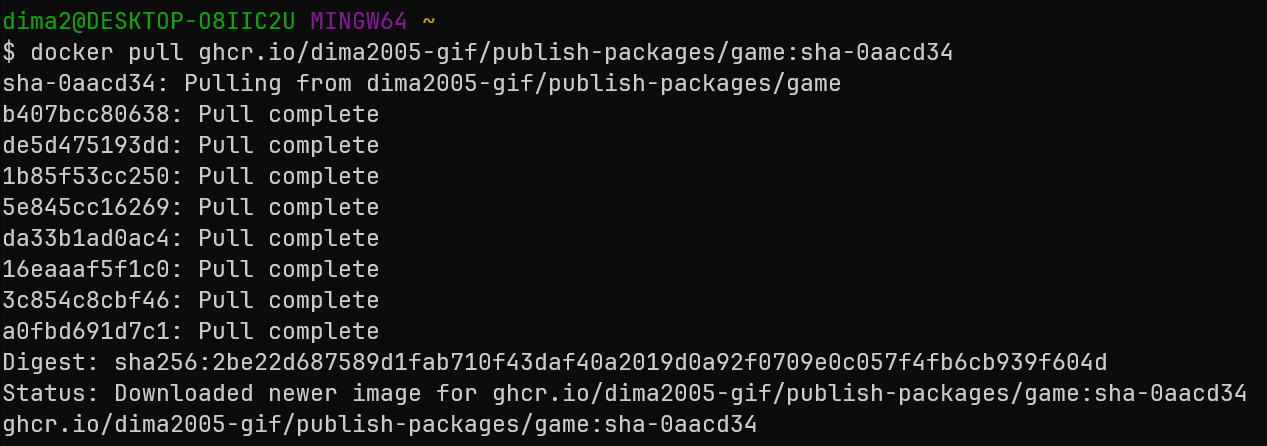 dima2@DESKTOP-O8IIC2U MINGW64 ~
$ docker pull ghcr.io/dima2005-gif/publish-packages/game:sha-0aacd34
sha-0aacd34: Pulling from dima2005-gif/publish-packages/game
b407bcc80638: Pull complete
de5d475193dd: Pull complete
1b85f53cc250: Pull complete
5e845cc16269: Pull complete
da33b1ad0ac4: Pull complete
16eaaaf5f1c0: Pull complete
3c854c8cbf46: Pull complete
a0fbd691d7c1: Pull complete
Digest: sha256:2be22d687589d1fab710f43daf40a2019d0a92f0709e0c057f4fb6cb939f604d
Status: Downloaded newer image for ghcr.io/dima2005-gif/publish-packages/game:sha-0aacd34
ghcr.io/dima2005-gif/publish-packages/game:sha-0aacd34